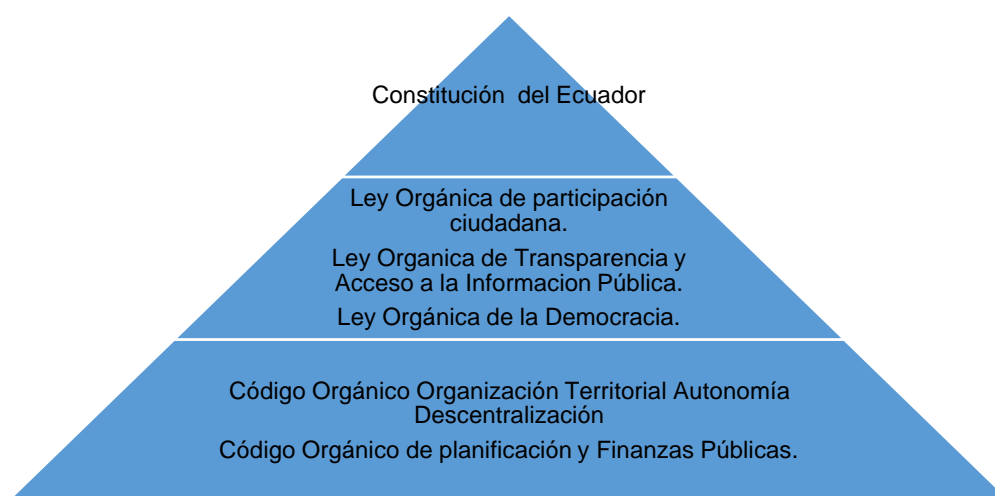 Constitución  del Ecuador
Ley Orgánica de participación
ciudadana.
Ley Organica de Transparencia y
Acceso a la Informacion Pública.
Ley Orgánica de la Democracia.
Código Orgánico Organización Territorial Autonomía
Descentralización
Código Orgánico de planificación y Finanzas Públicas.